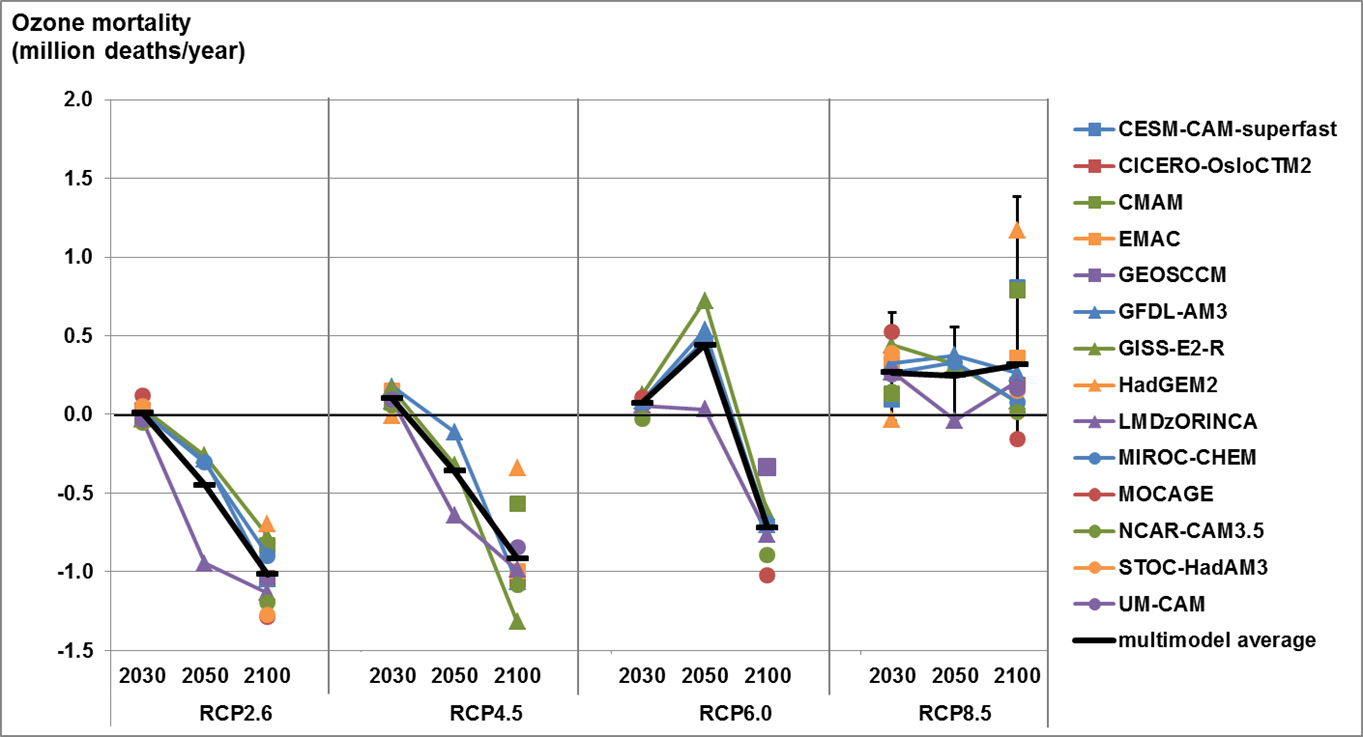 Ozone mortality
(million deaths/year)
2.0
1.5
1.0
0.5
0.0
-0.5
-1.0
-1.5
2030 2050 2100 2030 2050 2100 2030 2050 2100 2030 2050 2100
RCP2.6 RCP4.5 RCP6.0 RCP8.5
CESM-CAM-superfast
CICERO-OsloCTM2
CMAM
EMAC
GEOSCCM
GFDL-AM3
GISS-E2-R
HadGEM2
LMDzORINCA
MIROC-CHEM
MOCAGE
NCAR-CAM3.5
STOC-HadAM3
UM-CAM
multimodel average